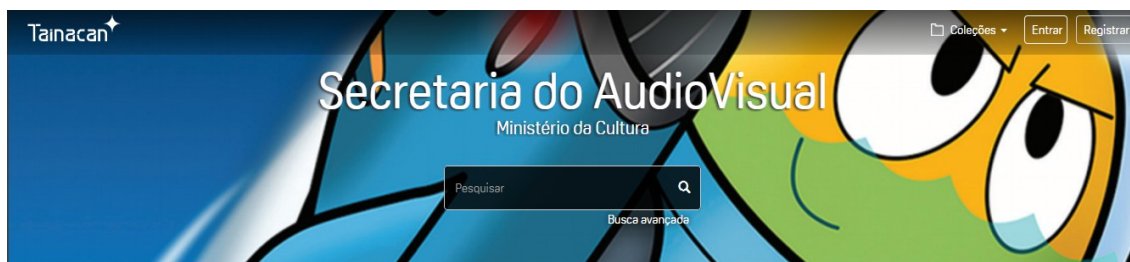 Tainacan
Coleções
Entrar
Registrar
Secretaria do AudioVisual
Ministério da Cultura
Pesquisar
Busca avançada